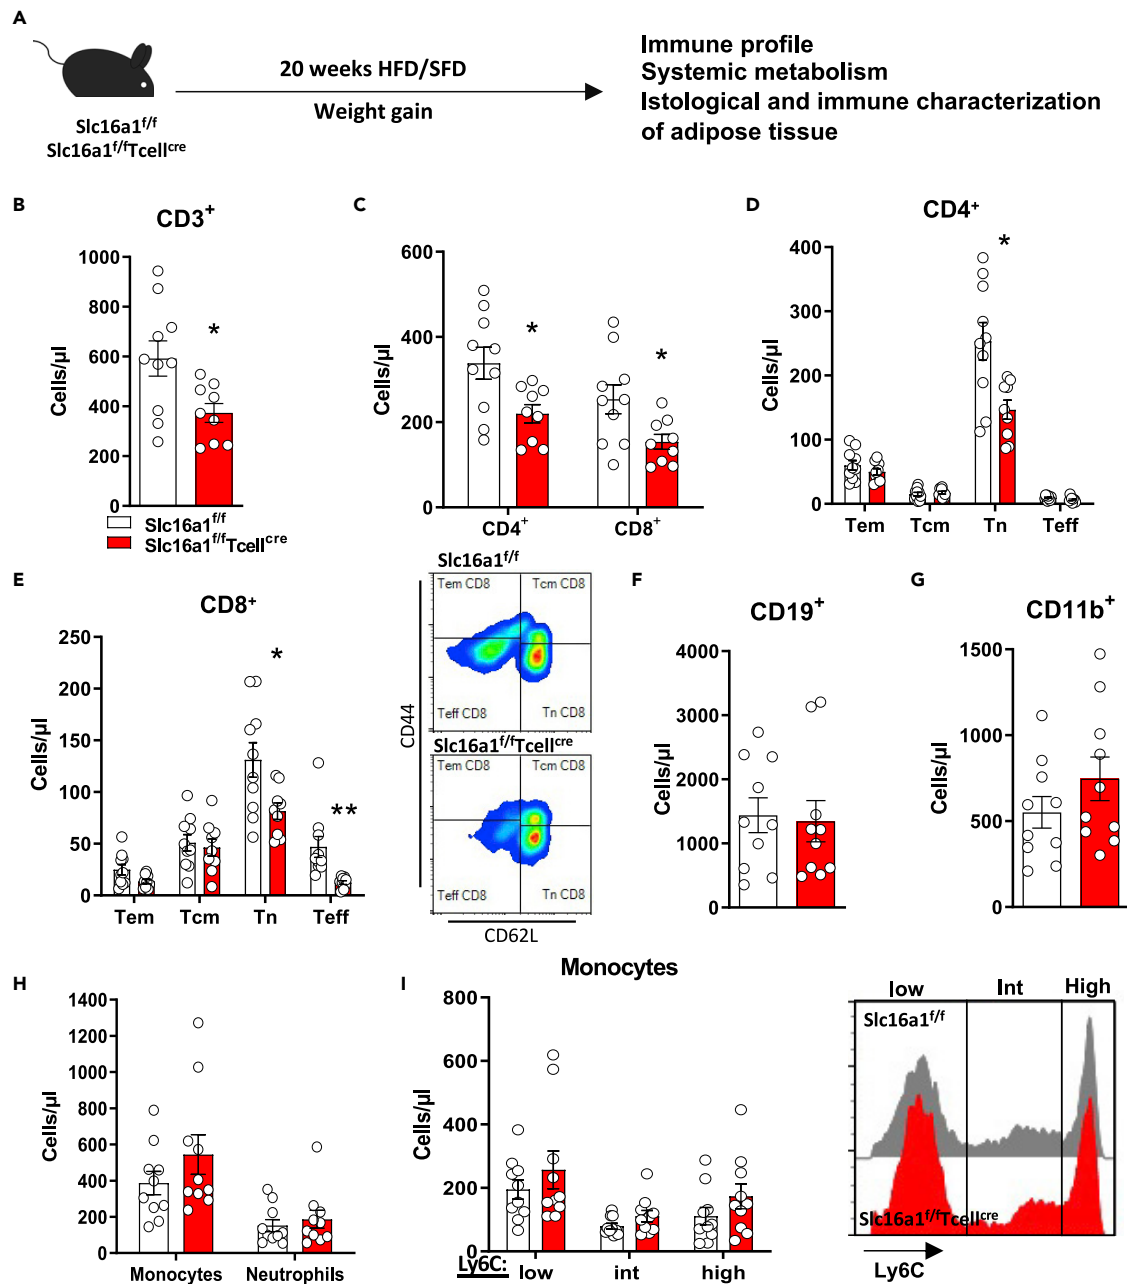 A
Slc16a1f/f
Slc16a1f/fTcellcre
20 weeks HFD/SFD
Weight gain
Immune profile
Systemic metabolism
Istological and immune characterization
of adipose tissue
B
CD3+
Cells/µl
1000
800
600
400
200
0
*
Slc16a1f/f
Slc16a1f/fTcellcre
C
Cells/µl
600
400
200
0
*
*
CD4+
CD8+
D
CD4+
Cells/µl
400
300
200
100
0
*
Tem
Tcm
Tn
Teff
E
CD8+
Cells/µl
250
200
150
100
50
0
*
**
Tem
Tcm
Tn
Teff
Slc16a1f/f
Tem CD8
Tcm CD8
Teff CD8
Tn CD8
Slc16a1f/fTcellcre
Tem CD8
Tcm CD8
Teff CD8
Tn CD8
CD44
CD62L
F
CD19+
Cells/µl
4000
3000
2000
1000
0
G
CD11b+
Cells/µl
1500
1000
500
0
H
Cells/µl
1400
1200
1000
800
600
400
200
0
Monocytes
Neutrophils
I
Monocytes
Cells/µl
800
600
400
200
0
Ly6C:
low
int
high
low
Int
High
Slc16a1f/f
Slc16a1f/fTcellcre
Ly6C